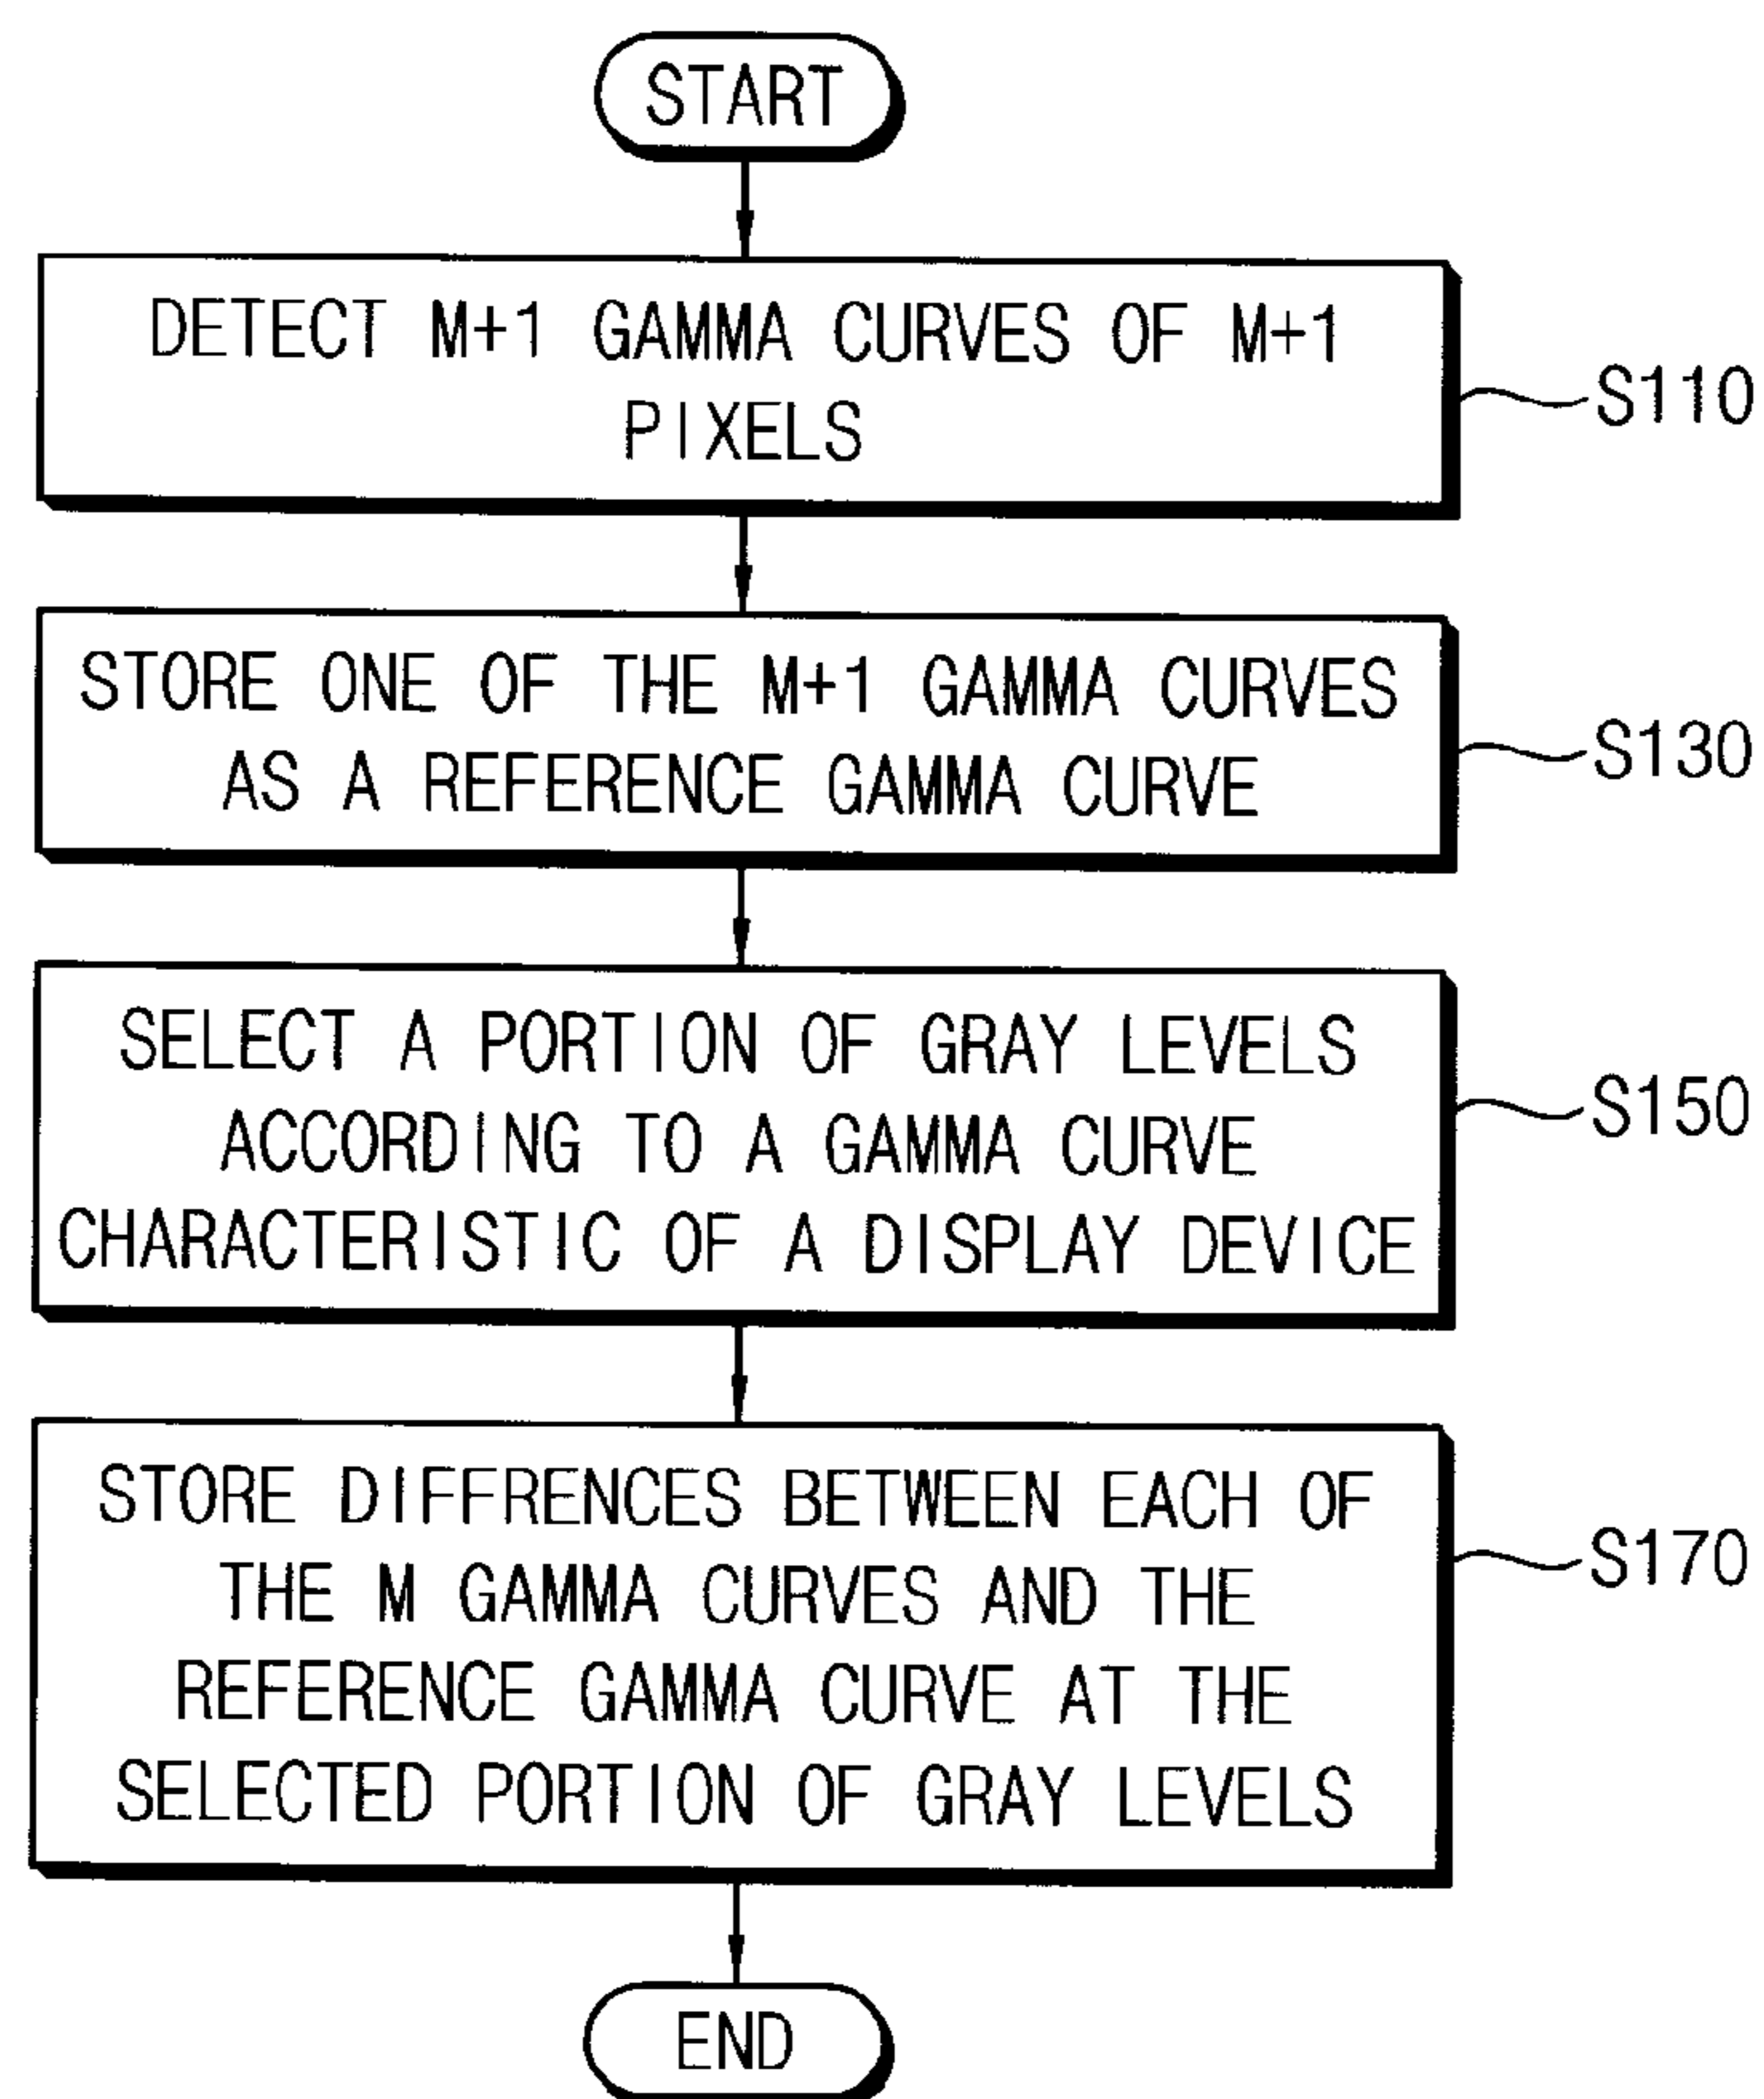 START
DETECT M+1 GAMMA CURVES OF M+1
PIXELS
S110
STORE ONE OF THE M+1 GAMMA CURVES
AS A REFERENCE GAMMA CURVE
S130
SELECT A PORTION OF GRAY LEVELS
ACCORDING TO A GAMMA CURVE
CHARACTERISTIC OF A DISPLAY DEVICE
S150
STORE DIFFRENCES BETWEEN EACH OF
THE M GAMMA CURVES AND THE
REFERENCE GAMMA CURVE AT THE
SELECTED PORTION OF GRAY LEVELS
S170
END